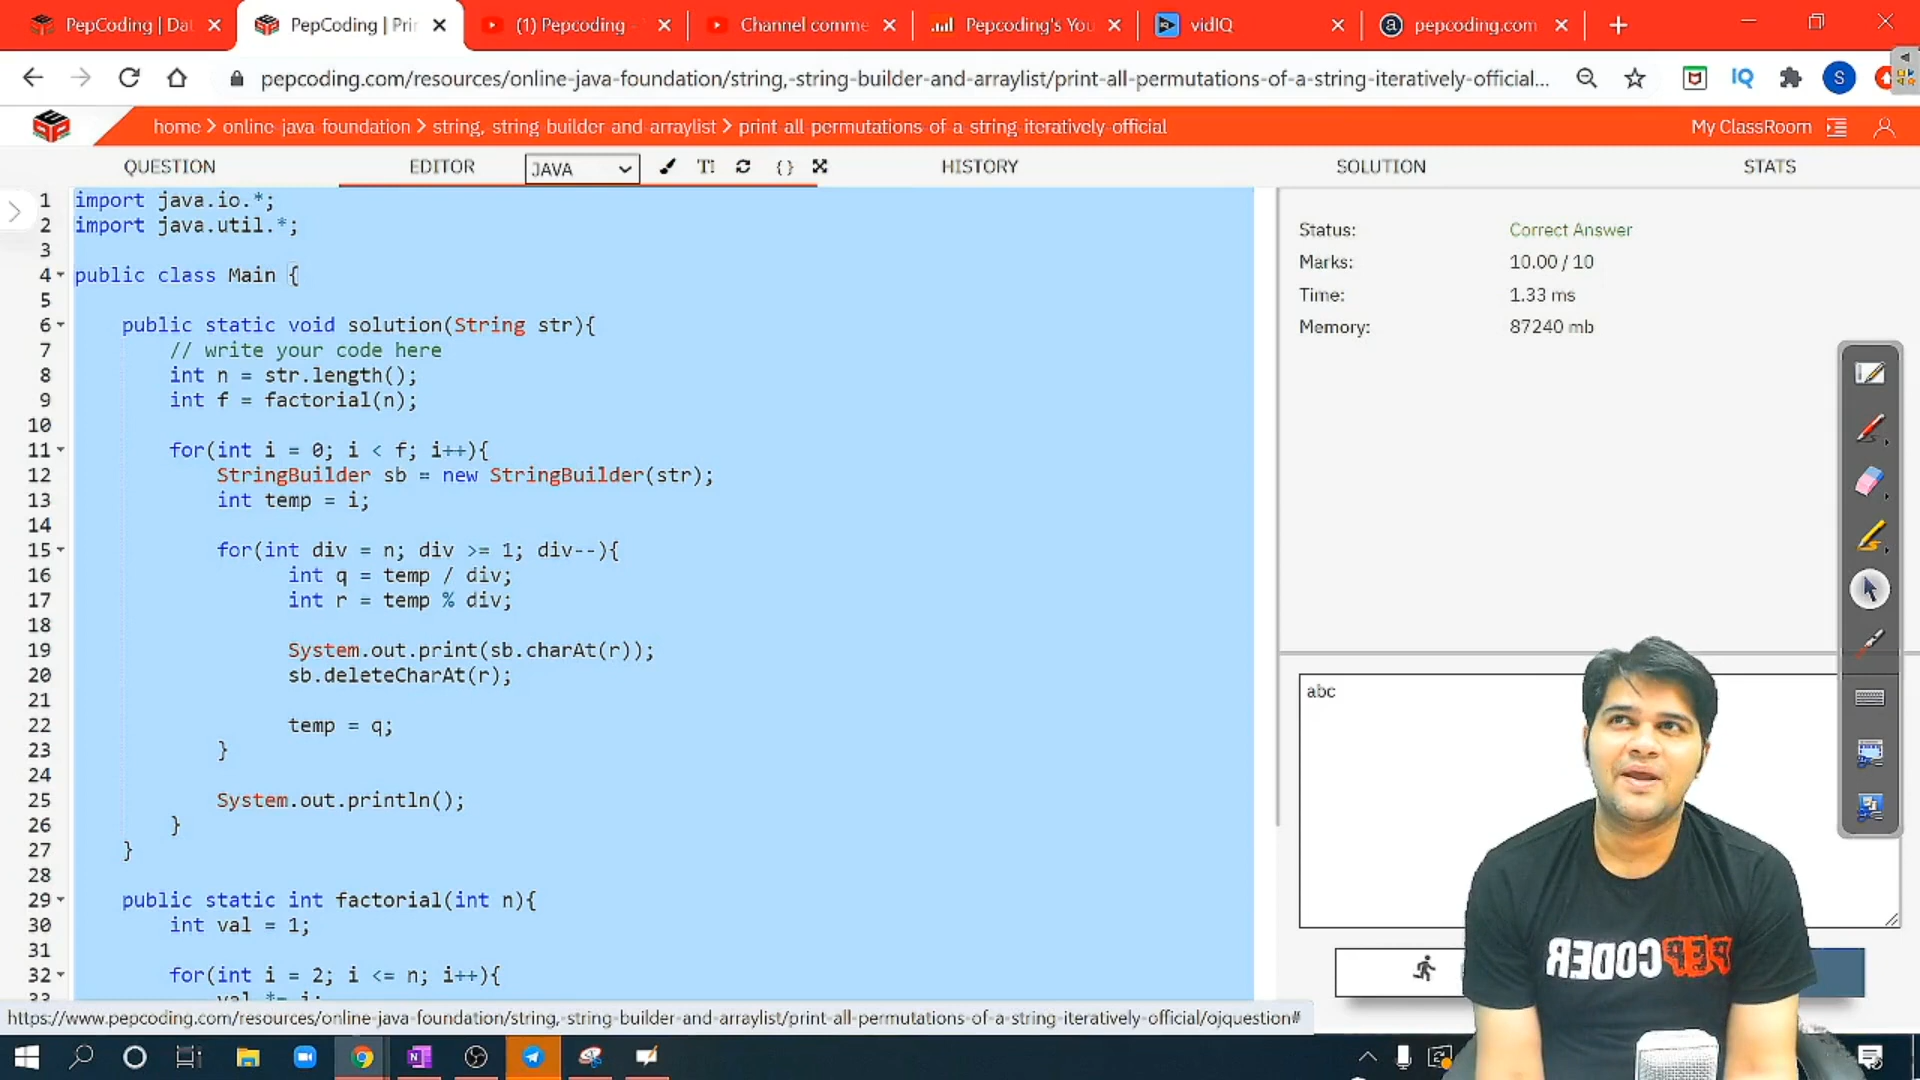 PepCoding | Dat
PepCoding | Prin
(1) Pepcoding -
Channel comme
Pepcoding's You
vidIQ
pepcoding.com
pepcoding.com/resources/online-java-foundation/string,-string-builder-and-arraylist/print-all-permutations-of-a-string-iteratively-official...
IQ
S
home > online java foundation > string, string builder and arraylist > print all permutations of a string iteratively-official
My ClassRoom
QUESTION
EDITOR
JAVA
T!
{ }
HISTORY
SOLUTION
STATS
1 import java.io.*;
2 import java.util.*;
3
4 public class Main {
5
6 public static void solution(String str){
7 // write your code here
8 int n = str.length();
9 int f = factorial(n);
10
11 for(int i = 0; i < f; i++){
12 StringBuilder sb = new StringBuilder(str);
13 int temp = i;
14
15 for(int div = n; div >= 1; div--){
16 int q = temp / div;
17 int r = temp % div;
18
19 System.out.print(sb.charAt(r));
20 sb.deleteCharAt(r);
21
22 temp = q;
23 }
24
25 System.out.println();
26 }
27 }
28
29 public static int factorial(int n){
30 int val = 1;
31
32 for(int i = 2; i <= n; i++){
33 val *= i;
Status: Correct Answer
Marks: 10.00 / 10
Time: 1.33 ms
Memory: 87240 mb
abc
PEPCODER
https://www.pepcoding.com/resources/online-java-foundation/string,-string-builder-and-arraylist/print-all-permutations-of-a-string-iteratively-official/ojquestion#